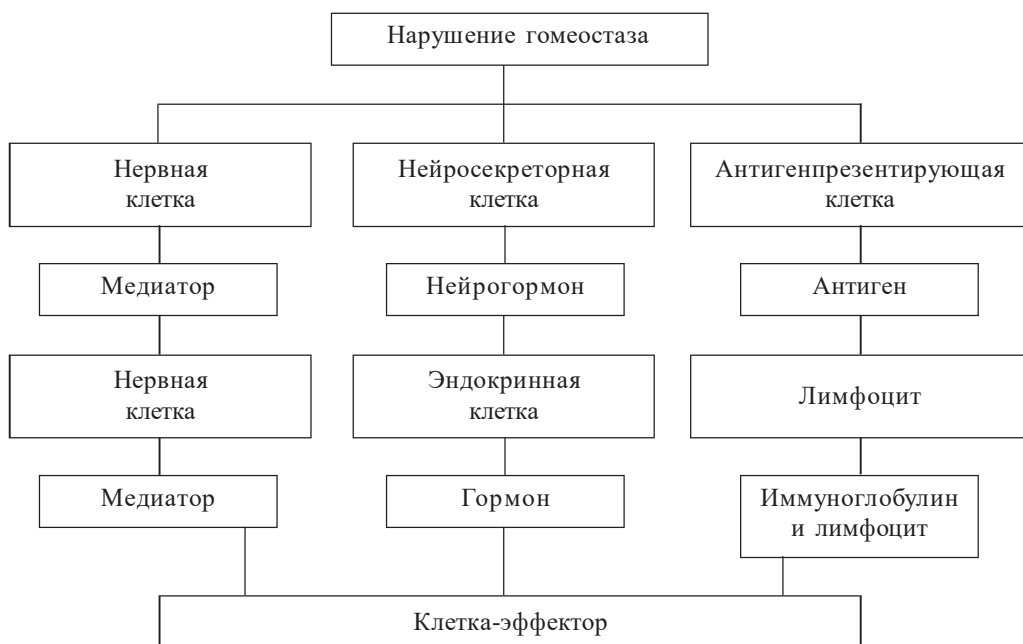 Нарушение гомеостаза
Нервная
клетка
Нейросекреторная
клетка
Антигенпрезентирующая
клетка
Медиатор
Нейрогормон
Антиген
Нервная
клетка
Эндокринная
клетка
Лимфоцит
Медиатор
Гормон
Иммуноглобулин
и лимфоцит
Клетка-эффектор